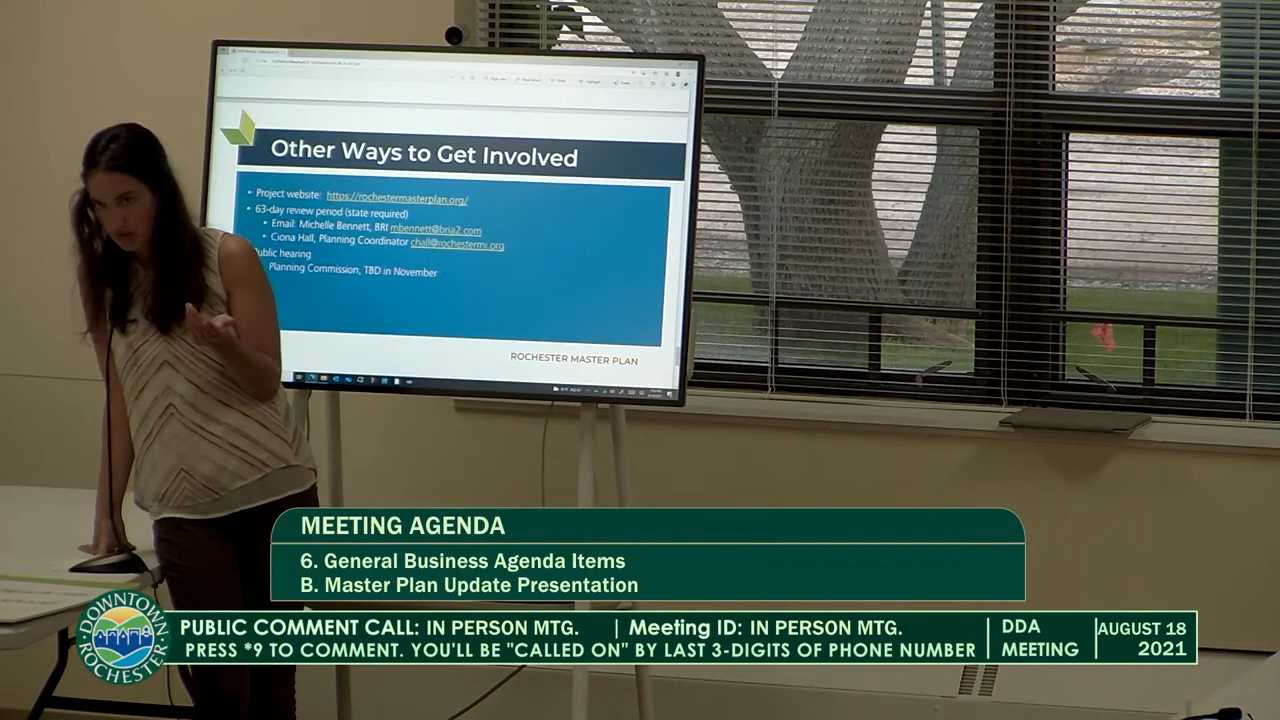 Other Ways to Get Involved
• Project website: https://rochestermasterplan.org/
• 63-day review period (state required)
• Email: Michelle Bennett, BRI mbennett@bria2.com
• Ciona Hall, Planning Coordinator chall@rochestermi.org
ublic hearing
Planning Commission, TBD in November
ROCHESTER MASTER PLAN
MEETING AGENDA
6. General Business Agenda Items
B. Master Plan Update Presentation
DOWNTOWN
ROCHESTER
PUBLIC COMMENT CALL: IN PERSON MTG. | Meeting ID: IN PERSON MTG.
PRESS *9 TO COMMENT. YOU'LL BE "CALLED ON" BY LAST 3-DIGITS OF PHONE NUMBER
DDA
MEETING
AUGUST 18
2021